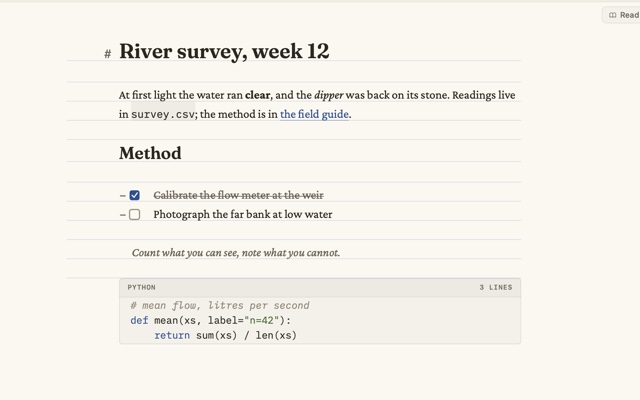 Read
# River survey, week 12
At first light the water ran clear, and the dipper was back on its stone. Readings live
in survey.csv; the method is in the field guide.
Method
– Calibrate the flow meter at the weir
– Photograph the far bank at low water
Count what you can see, note what you cannot.
PYTHON 3 LINES
# mean flow, litres per second
def mean(xs, label="n=42"):
    return sum(xs) / len(xs)